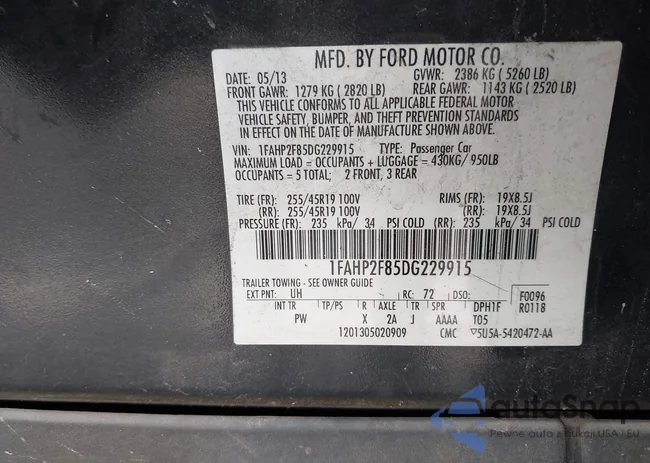 MFD. BY FORD MOTOR CO.
DATE: 05/13 GVWR: 2386 KG ( 5260 LB)
FRONT GAWR: 1279 KG ( 2820 LB) REAR GAWR: 1143 KG ( 2520 LB)
THIS VEHICLE CONFORMS TO ALL APPLICABLE FEDERAL MOTOR
VEHICLE SAFETY, BUMPER, AND THEFT PREVENTION STANDARDS
IN EFFECT ON THE DATE OF MANUFACTURE SHOWN ABOVE.
VIN: 1FAHP2F85DG229915 TYPE: Passenger Car
MAXIMUM LOAD = OCCUPANTS + LUGGAGE = 430KG/ 950LB
OCCUPANTS = 5 TOTAL; 2 FRONT, 3 REAR
TIRE (FR): 255/45R19 100V RIMS (FR): 19X8.5J
(RR): 255/45R19 100V (RR): 19X8.5J
PRESSURE (FR): 235 kPa/ 34 PSI COLD (RR): 235 kPa/ 34 PSI COLD
1FAHP2F85DG229915
TRAILER TOWING - SEE OWNER GUIDE
EXT PNT: UH RC: 72 DSO: F0096
INT TR TP/PS R AXLE TR SPR DPH1F R0118
PW X 2A J AAAA T05
1201305020909 CMC ▽5U5A-5420472-AA
autoSnap
Pewne auta z aukcji USA i EU